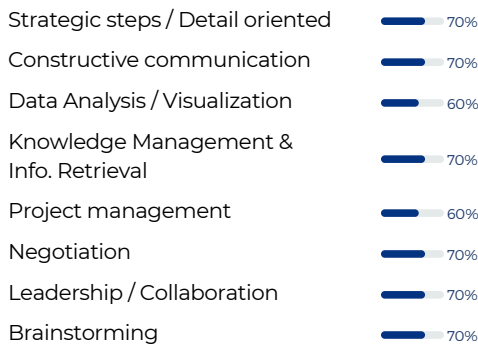 Strategic steps / Detail oriented 70%
Constructive communication 70%
Data Analysis / Visualization 60%
Knowledge Management &
Info. Retrieval 70%
Project management 60%
Negotiation 70%
Leadership / Collaboration 70%
Brainstorming 70%